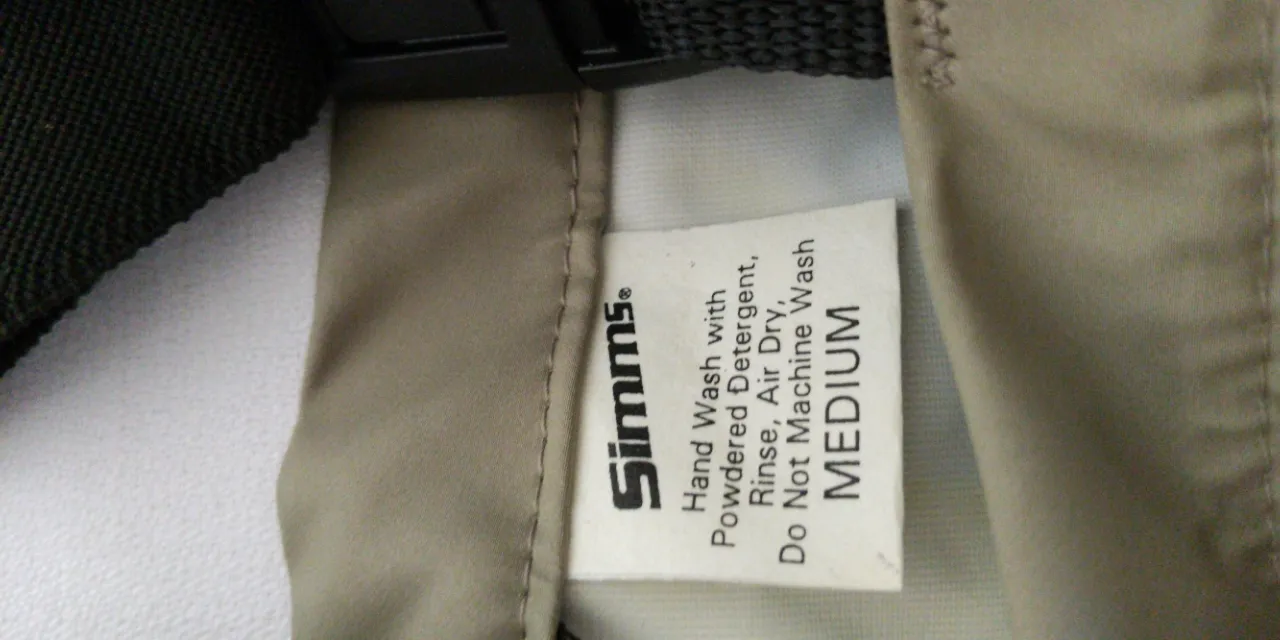 Simms®
Hand Wash with
Powdered Detergent,
Rinse, Air Dry,
Do Not Machine Wash
MEDIUM